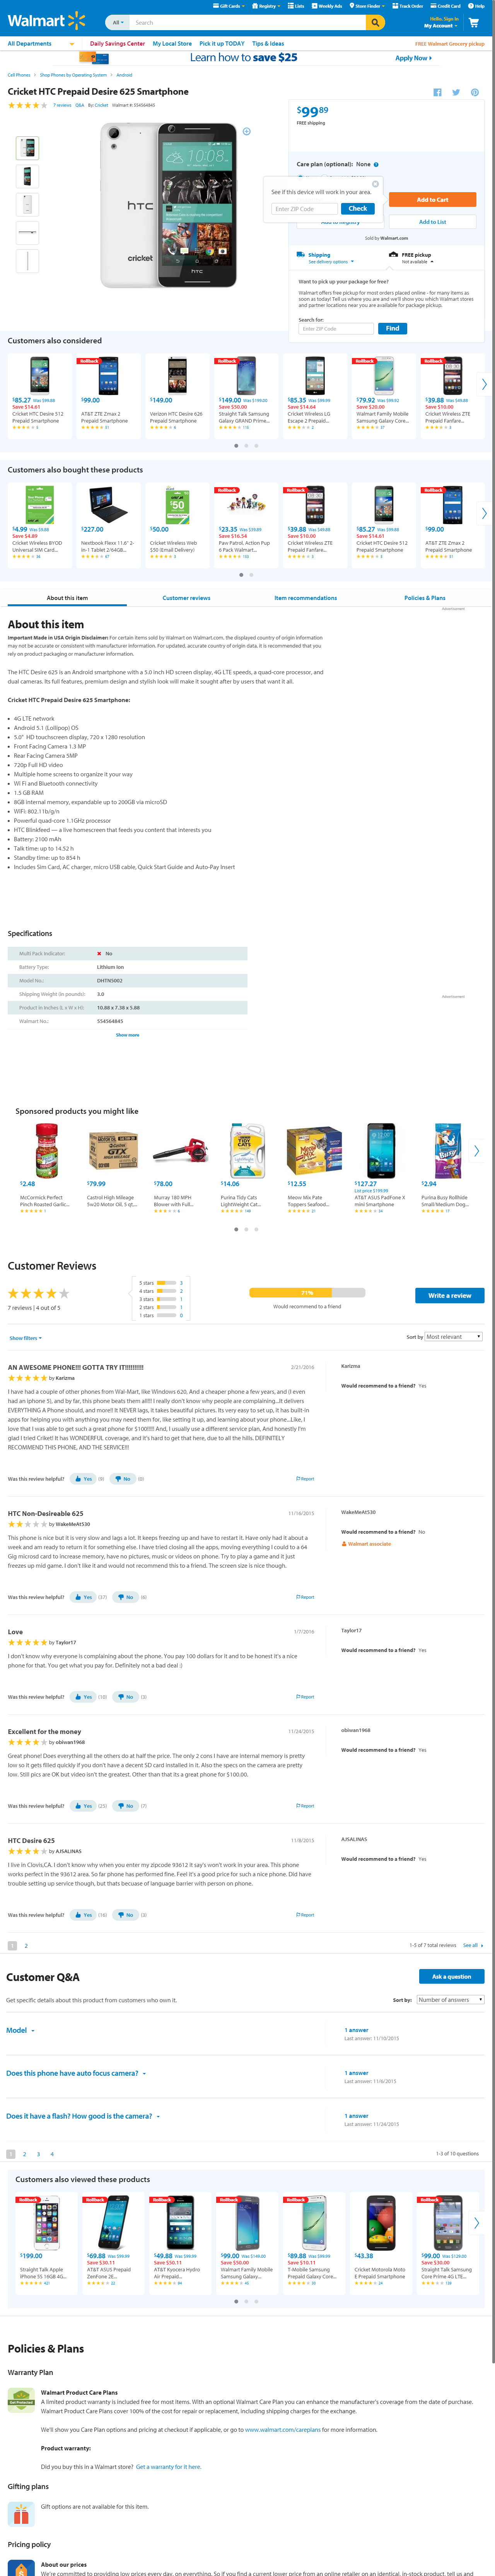 Gift Cards Registry Lists Weekly Ads Store Finder Track Order Credit Card Help
Walmart
All
Search
Hello. Sign In
My Account
All Departments Daily Savings Center My Local Store Pick it up TODAY Tips & Ideas FREE Walmart Grocery pickup
Learn how to save $25 Apply Now
Cell Phones Shop Phones by Operating System Android
Cricket HTC Prepaid Desire 625 Smartphone
7 reviews Q&A By: Cricket Walmart #: 554564845
$99.89
FREE shipping
Care plan (optional): None
See if this device will work in your area.
Enter ZIP Code Check
Add to Cart
Add to Registry Add to List
Sold by Walmart.com
Shipping
See delivery options
FREE pickup
Not available
Want to pick up your package for free?
Walmart offers free pickup for most orders placed online - for many items as
soon as today! Tell us where you are and we'll show you which Walmart stores
and partner locations near you are available for package pickup.
Search for:
Enter ZIP Code Find
htc
cricket
Customers also considered
$85.27 Was $99.88
Save $14.61
Cricket HTC Desire 512
Prepaid Smartphone
$99.00
AT&T ZTE Zmax 2
Prepaid Smartphone
$149.00
Verizon HTC Desire 626
Prepaid Smartphone
Rollback
$149.00 Was $199.00
Save $50.00
Straight Talk Samsung
Galaxy GRAND Prime...
Rollback
$85.35 Was $99.99
Save $14.64
Cricket Wireless LG
Escape 2 Prepaid...
Rollback
$79.92 Was $99.92
Save $20.00
Walmart Family Mobile
Samsung Galaxy Core...
Rollback
$39.88 Was $49.88
Save $10.00
Cricket Wireless ZTE
Prepaid Fanfare...
Customers also bought these products
$4.99 Was $9.88
Save $4.89
Cricket Wireless BYOD
Universal SIM Card...
$227.00
Nextbook Flexx 11.6" 2-
in-1 Tablet 2/64GB...
$50.00
Cricket Wireless Web
$50 (Email Delivery)
Rollback
$23.35 Was $39.89
Save $16.54
Paw Patrol, Action Pup
6 Pack Walmart...
Rollback
$39.88 Was $49.88
Save $10.00
Cricket Wireless ZTE
Prepaid Fanfare...
$85.27 Was $99.88
Save $14.61
Cricket HTC Desire 512
Prepaid Smartphone
Rollback
$99.00
AT&T ZTE Zmax 2
Prepaid Smartphone
About this item Customer reviews Item recommendations Policies & Plans
Advertisement
About this item
Important Made in USA Origin Disclaimer: For certain items sold by Walmart on Walmart.com, the displayed country of origin information
may not be accurate or consistent with manufacturer information. For updated, accurate country of origin data, it is recommended that you
rely on product packaging or manufacturer information.
The HTC Desire 625 is an Android smartphone with a 5.0 inch HD screen display, 4G LTE speeds, a quad-core processor, and
dual cameras. Its full features, premium design and stylish look will make it sought after by users that want it all.
Cricket HTC Prepaid Desire 625 Smartphone:
4G LTE network
Android 5.1 (Lollipop) OS
5.0" HD touchscreen display, 720 x 1280 resolution
Front Facing Camera 1.3 MP
Rear Facing Camera 5MP
720p Full HD video
Multiple home screens to organize it your way
Wi Fi and Bluetooth connectivity
1.5 GB RAM
8GB internal memory, expandable up to 200GB via microSD
WiFi: 802.11b/g/n
Powerful quad-core 1.1GHz processor
HTC Blinkfeed — a live homescreen that feeds you content that interests you
Battery: 2100 mAh
Talk time: up to 14.52 h
Standby time: up to 854 h
Includes Sim Card, AC charger, micro USB cable, Quick Start Guide and Auto-Pay Insert
Specifications
Multi Pack Indicator: No
Battery Type: Lithium Ion
Model No.: DHTN5002
Shipping Weight (in pounds): 3.0
Product in Inches (L x W x H): 10.88 x 7.38 x 5.88
Walmart No.: 554564845
Show more
Advertisement
Sponsored products you might like
$2.48
McCormick Perfect
Pinch Roasted Garlic...
$79.99
Castrol High Mileage
5w20 Motor Oil, 5 qt,...
$78.00
Murray 180 MPH
Blower with Full...
$14.06
Purina Tidy Cats
LightWeight Cat...
$12.55
Meow Mix Pate
Toppers Seafood...
$127.27
List price $199.99
AT&T ASUS PadFone X
mini Smartphone
$2.94
Purina Busy Rollhide
Small/Medium Dog...
Customer Reviews
7 reviews | 4 out of 5
5 stars 3
4 stars 2
3 stars 1
2 stars 1
1 stars 0
71%
Would recommend to a friend
Write a review
Show filters
Sort by Most relevant
AN AWESOME PHONE!!! GOTTA TRY IT!!!!!!!!!! 2/21/2016 Karizma
by Karizma
Would recommend to a friend? Yes
I have had a couple of other phones from Wal-Mart, like Windows 620, And a cheaper phone a few years, and (I even
had an iphone, 5s), and by far, this phone beats them all!!!! I really don't know why people are complaining...It delivers
EVERYTHING a Phone should, and more!! It NEVER lags, it takes beautiful pictures. Its very easy to set up, it has built-in
apps for helping you with anything you may need them for, like setting it up, and learning about your phone...I love, I
love that I was able to get such a great phone for $100!!!!! And, I usually use a different service and phone. And honestly I'm
so glad that I got Cricket! It has WONDERFUL coverage, and it's hard to get that here, due to all the hills. DEFINITELY
RECOMMEND THIS PHONE, AND THE SERVICE!!!
Was this review helpful? Yes (9) No (0) Report
HTC Non-Desireable 625 11/16/2015 WakeMeAt530
by WakeMeAt530
Would recommend to a friend? No
Walmart associate
This phone is nice but it is very slow and lags a lot. It keeps freezing up and have to restart it. Have only had it about a
week and am ready to return it for something else. I have tried cleaning apps, moving everything I could to a 64
Gig microsd card to increase memory, have no pictures, music or videos on phone. Try to play a game and it just
freezes up mid game. I don't like it and would not recommend this to a friend. The screen size is nice though.
Was this review helpful? Yes (37) No (6) Report
Love 1/7/2016 Taylor17
by Taylor17
Would recommend to a friend? Yes
I don't know why everyone is complaining about the phone. You pay 100 dollars for it and to be honest it's a nice
phone for that. You get what you pay for. Definitely not a bad deal :)
Was this review helpful? Yes (10) No (3) Report
Excellent for the money 11/24/2015 obiwan1968
by obiwan1968
Would recommend to a friend? Yes
Great phone! Does everything all the others do at half the price. The only 2 cons I have are internal memory is pretty
low so it gets filled quickly if you don't have a decent SD card installed in it. Also the specs on the camera are pretty
low. Still pics are OK but video isn't the greatest. Other than that its a great phone for $100.00.
Was this review helpful? Yes (25) No (7) Report
HTC Desire 625 11/8/2015 AJSALINAS
by AJSALINAS
Would recommend to a friend? Yes
I live in Clovis,CA. I don't know why when you enter my zipcode 93612 it say's won't work in your area. This phone
works perfect In the 93612 area. So far phone has performed fine. Feels like it a good price for such a nice phone. Did have
trouble setting up service though, but thats becuase of language barrier with person on phone.
Was this review helpful? Yes (16) No (3) Report
1 2 1-5 of 7 total reviews See all
Customer Q&A
Ask a question
Get specific details about this product from customers who own it.
Sort by: Number of answers
Model 1 answer
Last answer: 11/10/2015
Does this phone have auto focus camera? 1 answer
Last answer: 11/6/2015
Does it have a flash? How good is the camera? 1 answer
Last answer: 11/24/2015
1 2 3 4 1-3 of 10 questions
Customers also viewed these products
Rollback
$199.00
Straight Talk Apple
iPhone 5S 16GB 4G...
Rollback
$69.88 Was $99.99
Save $30.11
AT&T ASUS Prepaid
ZenFone 2E...
Rollback
$49.88 Was $99.99
Save $50.11
AT&T Kyocera Hydro
Air Prepaid...
Rollback
$99.00 Was $149.00
Save $50.00
Walmart Family Mobile
Samsung Galaxy...
Rollback
$89.88 Was $99.99
Save $10.11
T-Mobile Samsung
Prepaid Galaxy Core...
$43.38
Cricket Motorola Moto
E Prepaid Smartphone
Rollback
$99.00 Was $129.00
Save $30.00
Straight Talk Samsung
Core Prime 4G LTE...
Policies & Plans
Warranty Plan
Walmart Product Care Plans
A limited product warranty is included free for most items. With an optional Walmart Care Plan you can enhance the manufacturer's coverage from the date of purchase.
Walmart Product Care Plans cover 100% of the cost for repair or replacement, including shipping charges for the exchange.
We'll show you Care Plan options and pricing at checkout if applicable, or go to www.walmart.com/careplans for more information.
Product warranty:
Did you buy this in a Walmart store? Get a warranty for it here.
Gifting plans
Gift options are not available for this item.
Pricing policy
About our prices
We're committed to providing low prices every day, on everything. So if you find a current lower price from an online retailer on an identical, in-stock product, tell us and